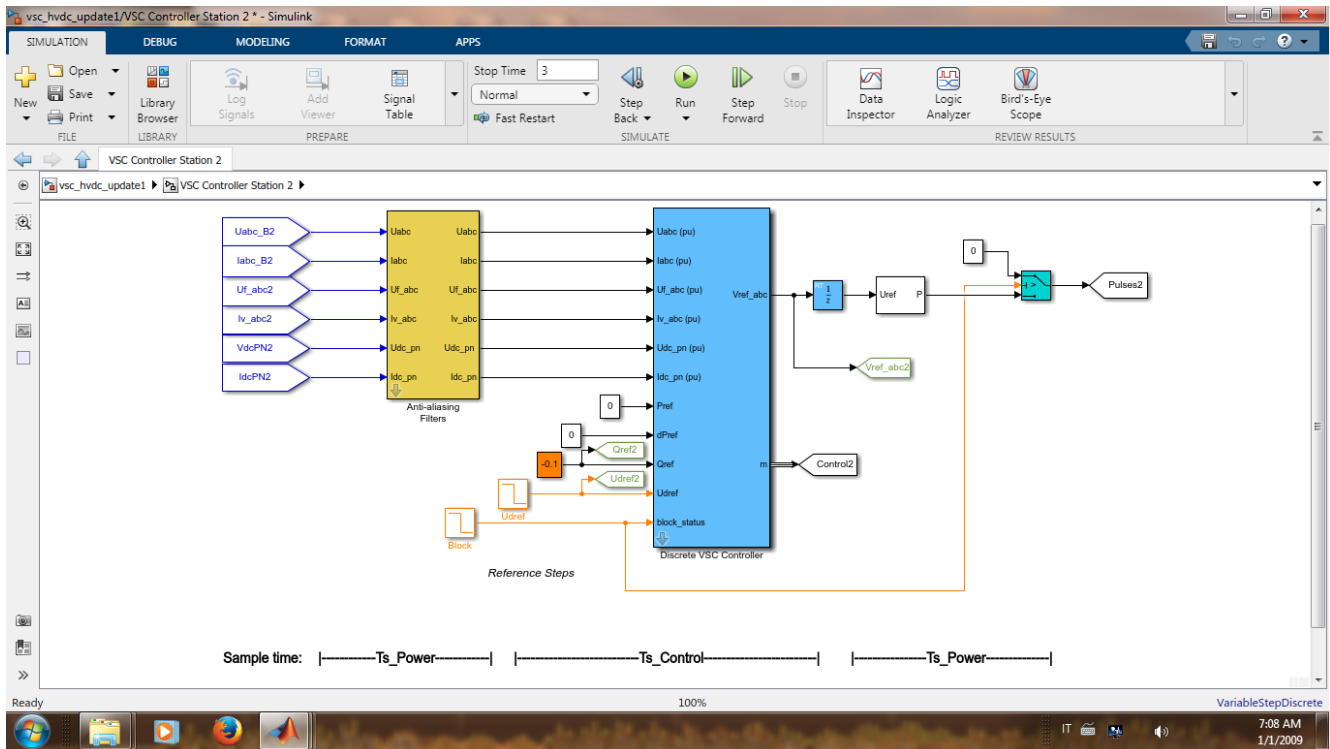 vsc_hvdc_update1/VSC Controller Station 2 * - Simulink
SIMULATION DEBUG MODELING FORMAT APPS
New
Open
Save
Print
FILE
Library Browser
LIBRARY
Log Signals
Add Viewer
Signal Table
PREPARE
Stop Time 3
Normal
Fast Restart
Step Back
Run
Step Forward
Stop
SIMULATE
Data Inspector
Logic Analyzer
Bird's-Eye Scope
REVIEW RESULTS
VSC Controller Station 2
vsc_hvdc_update1 VSC Controller Station 2
Uabc_B2
Iabc_B2
Uf_abc2
Iv_abc2
VdcPN2
IdcPN2
Uabc Uabc
Iabc Iabc
Uf_abc Uf_abc
Iv_abc Iv_abc
Udc_pn Udc_pn
Idc_pn Idc_pn
Anti-aliasing
Filters
Uabc (pu)
Iabc (pu)
Uf_abc (pu)
Iv_abc (pu)
Udc_pn (pu)
Idc_pn (pu)
Pref
dPref
Qref
Udref
block_status
Vref_abc
m
Discrete VSC Controller
0
0
-0.1
Qref2
Udref2
Udref
Block
Reference Steps
1
z
Uref P
0
>
Pulses2
Vref_abc2
Control2
Sample time: |------------Ts_Power------------| |---------------------------Ts_Control-------------------------| |----------------Ts_Power--------------|
Ready 100% VariableStepDiscrete
IT
7:08 AM
1/1/2009